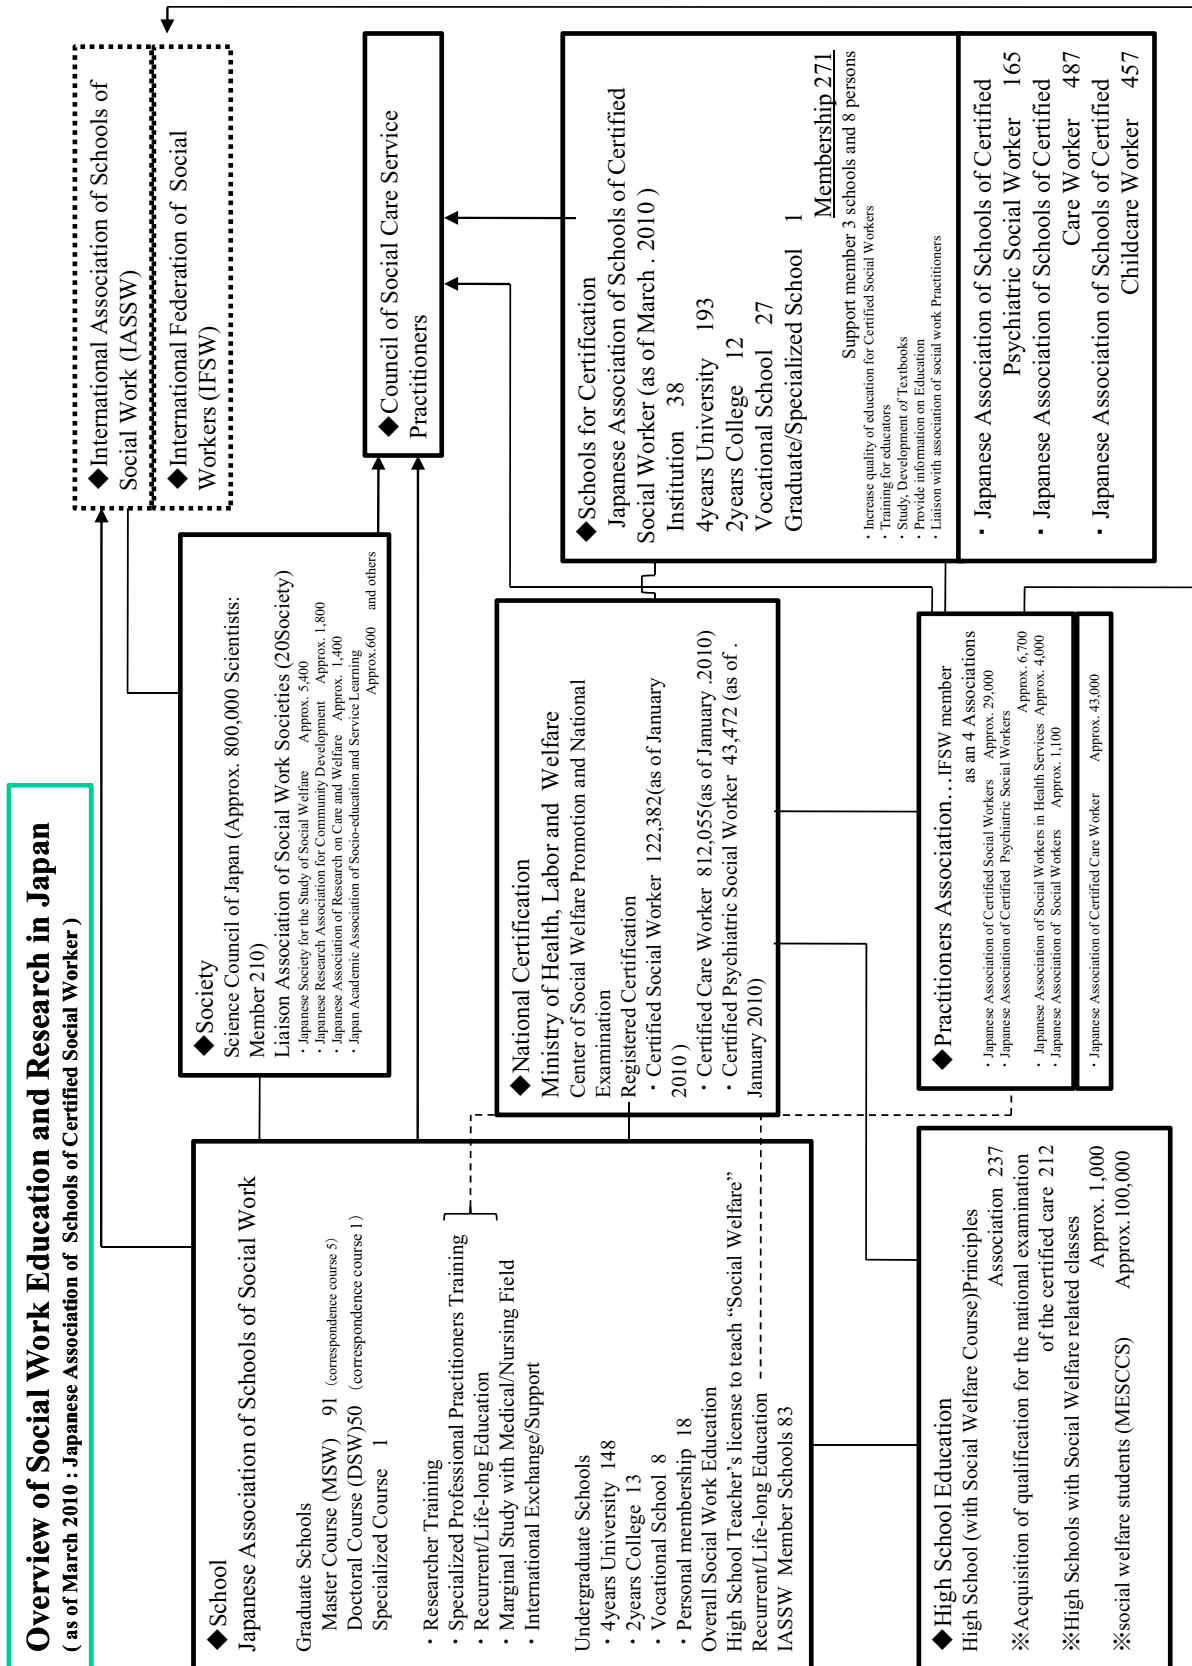 Overview of Social Work Education and Research in Japan
( as of March 2010 : Japanese Association of Schools of Certified Social Worker )
◆School
Japanese Association of Schools of Social Work
Graduate Schools
Master Course (MSW) 91 (correspondence course 5)
Doctoral Course (DSW)50 (correspondence course 1)
Specialized Course 1
・Researcher Training
・Specialized Professional Practitioners Training
・Recurrent/Life-long Education
・Marginal Study with Medical/Nursing Field
・International Exchange/Support
Undergraduate Schools
・4years University 148
・2years College 13
・Vocational School 8
・Personal membership 18
Overall Social Work Education
High School Teacher's license to teach “Social Welfare”
Recurrent/Life-long Education
IASSW Member Schools 83
◆High School Education
High School (with Social Welfare Course)Principles
Association 237
※Acquisition of qualification for the national examination
of the certified care 212
※High Schools with Social Welfare related classes
Approx. 1,000
※social welfare students (MESCCS) Approx.100,000
◆Society
Science Council of Japan (Approx. 800,000 Scientists:
Member 210)
Liaison Association of Social Work Societies (20Society)
・Japanese Society for the Study of Social Welfare Approx. 5,400
・Japanese Research Association for Community Development Approx. 1,800
・Japanese Association of Research on Care and Welfare Approx. 1,400
・Japan Academic Association of Socio-education and Service Learning
Approx.600 and others
◆National Certification
Ministry of Health, Labor and Welfare
Center of Social Welfare Promotion and National
Examination
Registered Certification
・Certified Social Worker 122,382(as of January
2010 )
・Certified Care Worker 812,055(as of January .2010)
・Certified Psychiatric Social Worker 43,472 (as of .
January 2010)
◆Practitioners Association…IFSW member
as an 4 Associations
・Japanese Association of Certified Social Workers Approx. 29,000
・Japanese Association of Certified Psychiatric Social Workers
Approx. 6,700
・Japanese Association of Social Workers in Health Services Approx. 4,000
・Japanese Association of Social Workers Approx. 1,100
・Japanese Association of Certified Care Worker Approx. 43,000
◆International Association of Schools of
Social Work (IASSW)
◆International Federation of Social
Workers (IFSW)
◆Council of Social Care Service
Practitioners
◆Schools for Certification
Japanese Association of Schools of Certified
Social Worker (as of March . 2010 )
Institution 38
4years University 193
2years College 12
Vocational School 27
Graduate/Specialized School 1
Membership 271
Support member 3 schools and 8 persons
・Increase quality of education for Certified Social Workers
・Training for educators
・Study, Development of Textbooks
・Provide information on Education
・Liaison with association of social work Practitioners
・Japanese Association of Schools of Certified
Psychiatric Social Worker 165
・Japanese Association of Schools of Certified
Care Worker 487
・Japanese Association of Schools of Certified
Childcare Worker 457